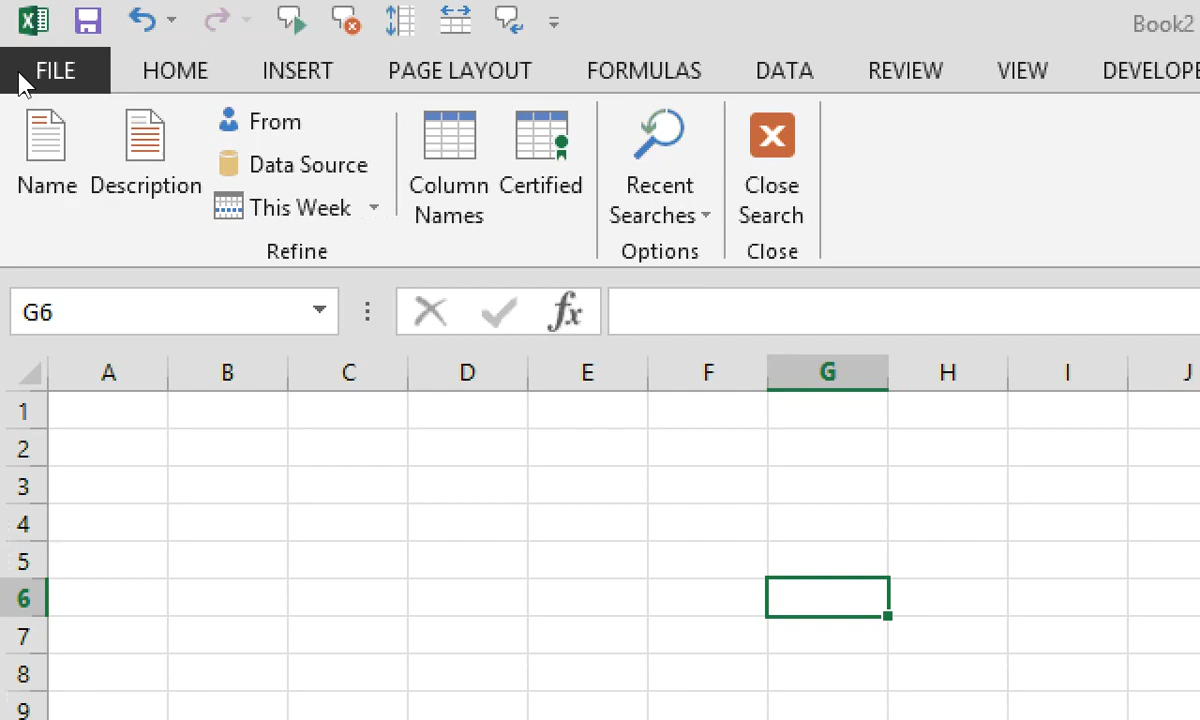 Book2
FILE HOME INSERT PAGE LAYOUT FORMULAS DATA REVIEW VIEW DEVELOPE
Name
Description
From
Data Source
This Week
Refine
Column
Names
Certified
Recent
Searches
Options
Close
Search
Close
G6
fx
A B C D E F G H I J
1
2
3
4
5
6
7
8
9